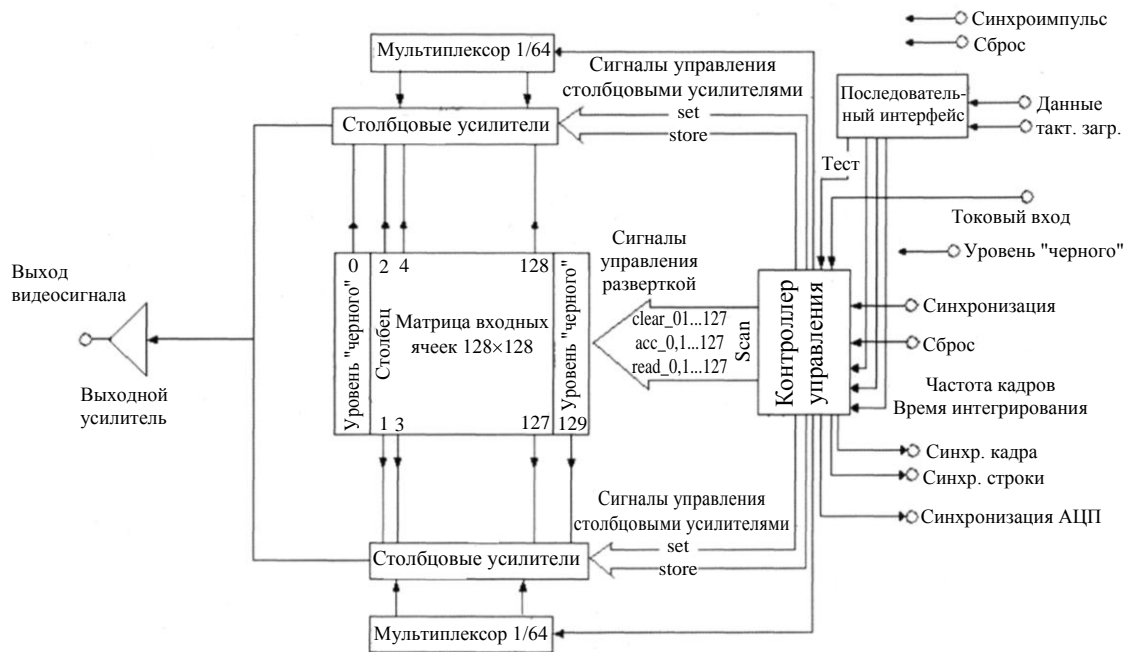 Мультиплексор 1/64
Синхроимпульс
Сброс
Сигналы управления
столбцовыми усилителями
set
store
Столбцовые усилители
Последователь-
ный интерфейс
Данные
такт. загр.
Тест
Токовый вход
Уровень "черного"
Выход
видеосигнала
Выходной
усилитель
0
2
4
128
Уровень "черного"
Столбец
Матрица входных
ячеек 128×128
Уровень "черного"
1
3
127
129
Сигналы
управления
разверткой
clear_01...127
acc_0,1...127
read_0,1...127
Scan
Контроллер
управления
Синхронизация
Сброс
Частота кадров
Время интегрирования
Синхр. кадра
Синхр. строки
Синхронизация АЦП
Сигналы управления
столбцовыми усилителями
set
store
Столбцовые усилители
Мультиплексор 1/64